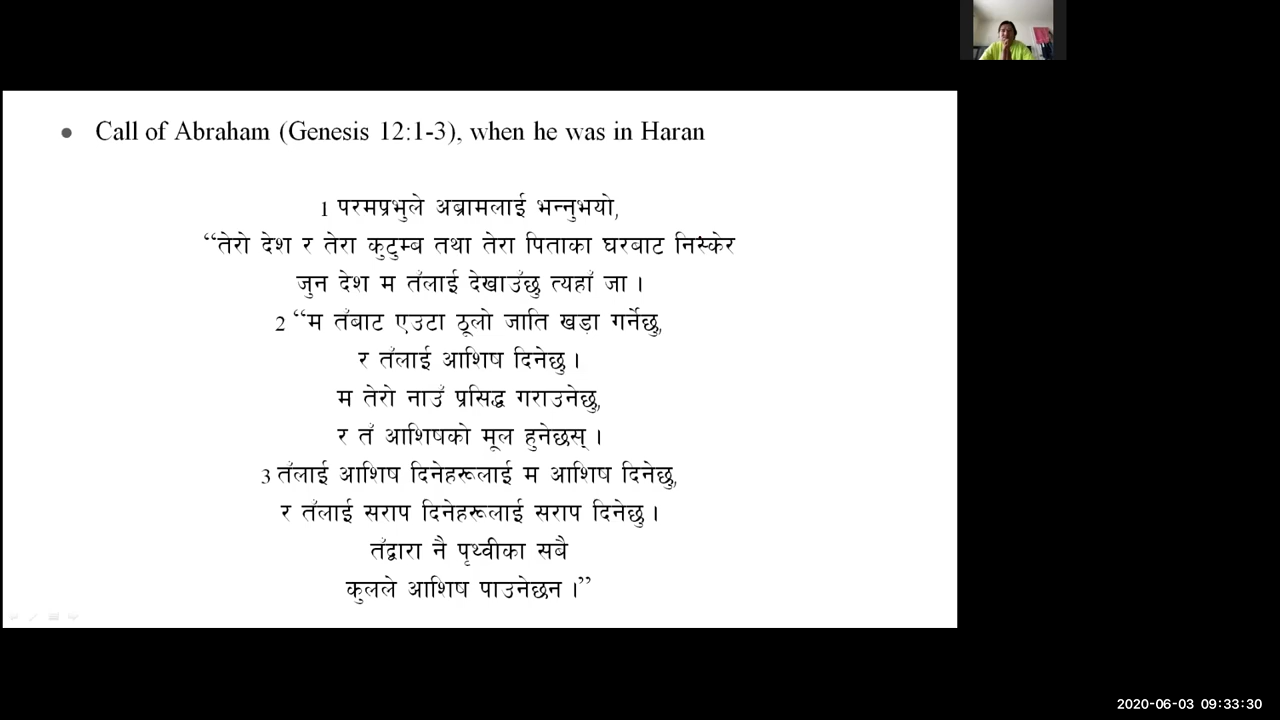 ● Call of Abraham (Genesis 12:1-3), when he was in Haran
1 परमप्रभुले अब्रामलाई भन्नुभयो,
“तेरो देश र तेरा कुटुम्ब तथा तेरा पिताका घरबाट निस्केर
जुन देश म तँलाई देखाउँछु त्यहाँ जा ।
2 “म तँबाट एउटा ठूलो जाति खड़ा गर्नेछु,
र तँलाई आशिष दिनेछु ।
म तेरो नाउँ प्रसिद्ध गराउनेछु,
र तँ आशिषको मूल हुनेछस् ।
3 तँलाई आशिष दिनेहरूलाई म आशिष दिनेछु,
र तँलाई सराप दिनेहरूलाई सराप दिनेछु ।
तँद्वारा नै पृथ्वीका सबै
कुलले आशिष पाउनेछन ।”
2020-06-03 09:33:30